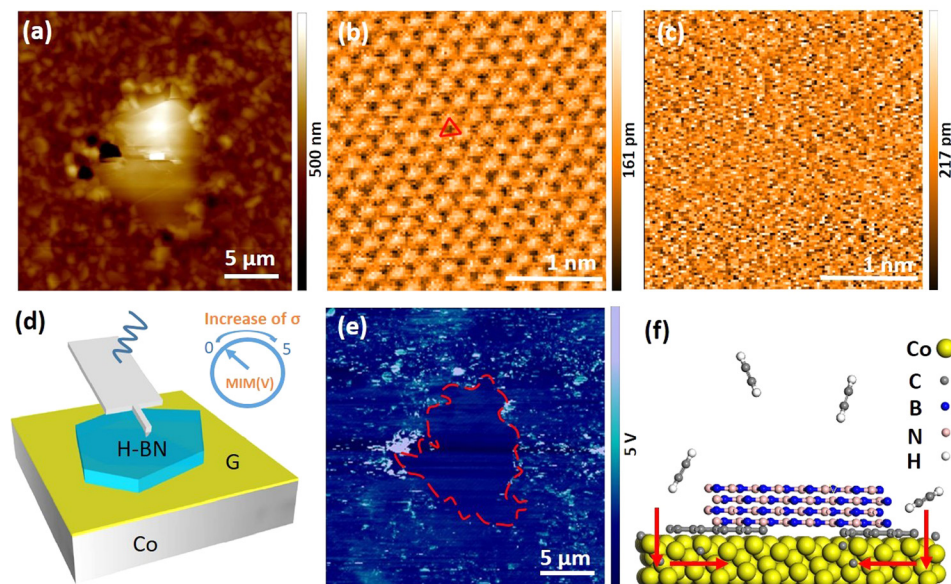 (a)
5 μm
500 nm
(b)
1 nm
161 pm
(c)
1 nm
217 pm
(d)
Increase of σ
0 5
MIM(V)
H-BN
G
Co
(e)
5 μm
5 V
(f)
Co
C
B
N
H